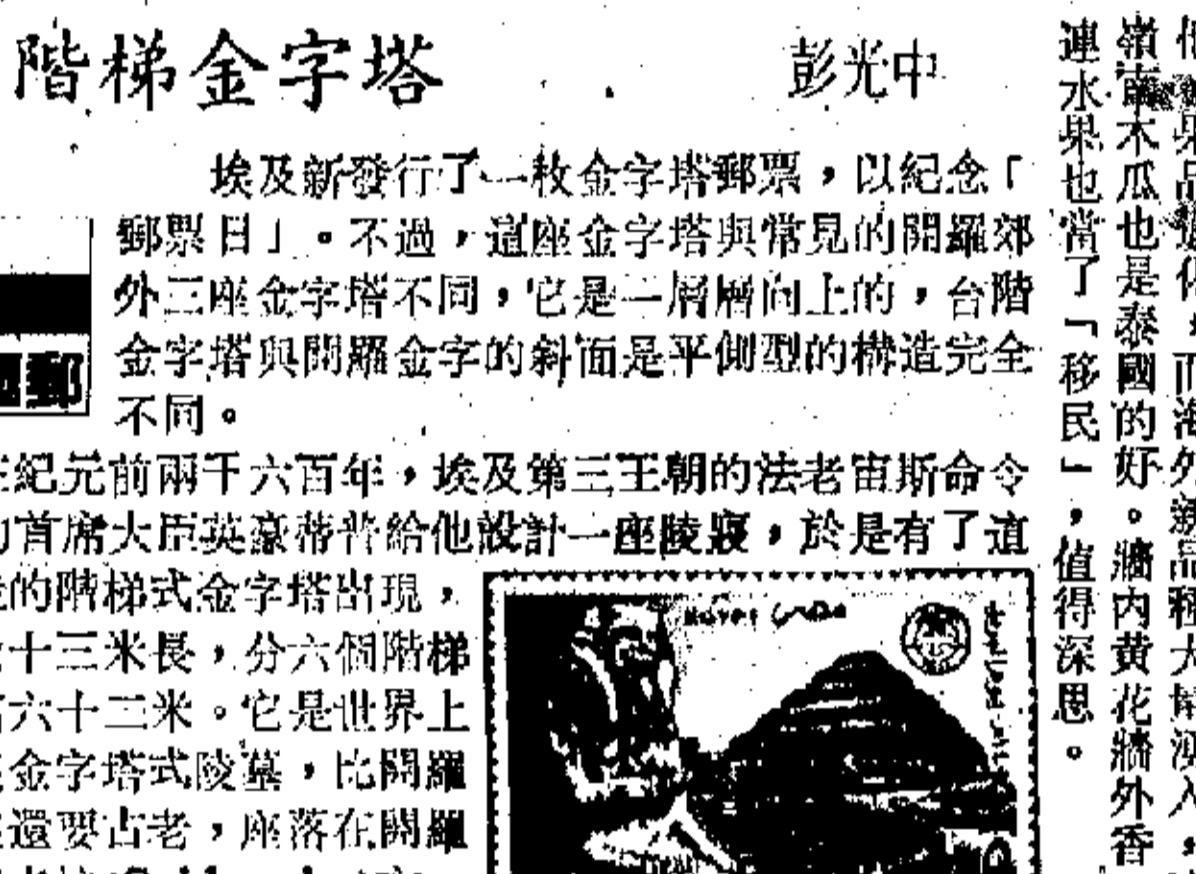 階梯金字塔
彭光中
埃及新發行了一枚金字塔郵票，以紀念「
郵票日」。不過，這座金字塔與常見的開羅郊
外三座金字塔不同，它是一層層向上的，台階
金字塔與開羅金字的斜面是平側型的構造完全
不同。
紀元前兩千六百年，埃及第三王朝的法老宙斯命令
首席大臣英豪蒂普給他設計一座陵寢，於是有了這
的階梯式金字塔出現，
十三米長，分六個階梯
六十二米。它是世界上
金字塔式陵墓，比開羅
還要古老，座落在開羅
郵
而海外新品種大
嶺南木瓜也是泰國的好。牆內黃花牆外香
連水果也當了「移民」，值得深思。